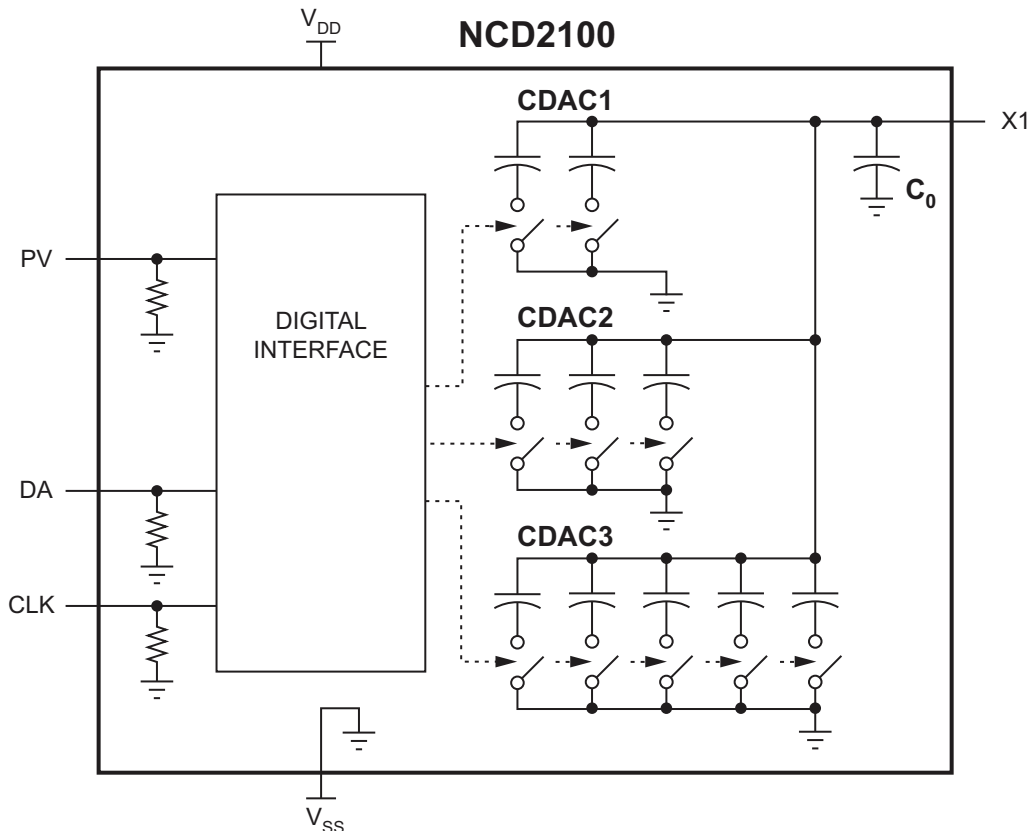 V_DD
NCD2100
CDAC1
X1
C_0
PV
DIGITAL
INTERFACE
CDAC2
DA
CDAC3
CLK
V_SS